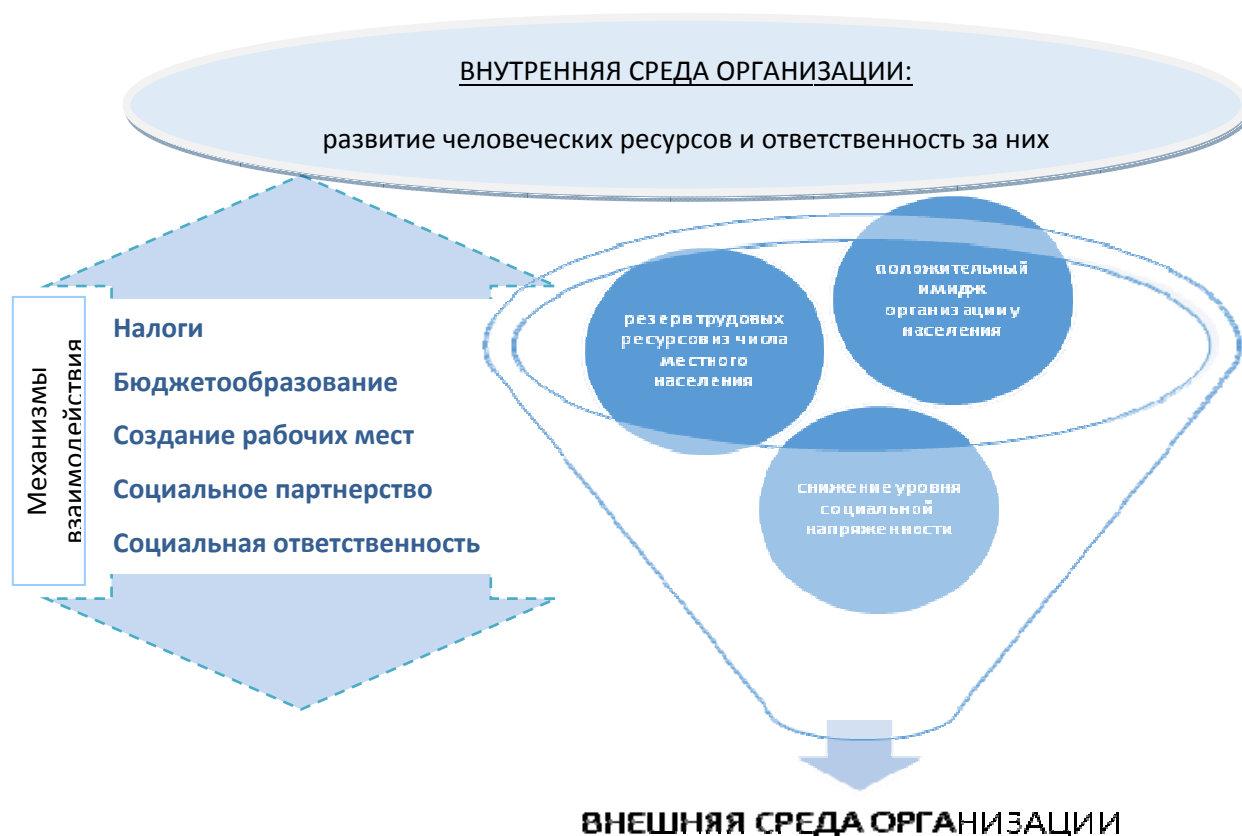 ВНУТРЕННЯЯ СРЕДА ОРГАНИЗАЦИИ:
развитие человеческих ресурсов и ответственность за них
Механизмы
взаимодействия
Налоги
Бюджетообразование
Создание рабочих мест
Социальное партнерство
Социальная ответственность
резерв трудовых
ресурсов из числа
местного
населения
положительный
имидж
организации у
населения
снижение уровня
социальной
напряженности
ВНЕШНЯЯ СРЕДА ОРГАНИЗАЦИИ